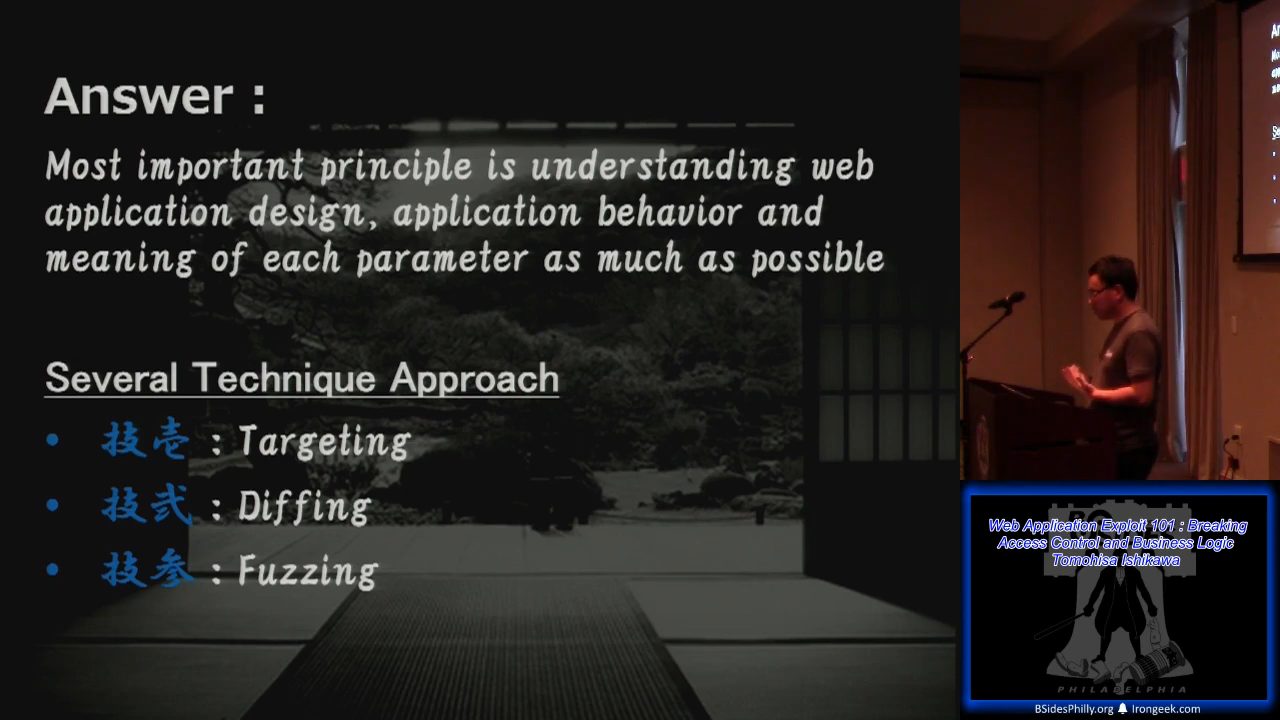 Answer :
Most important principle is understanding web
application design, application behavior and
meaning of each parameter as much as possible
Several Technique Approach
• 技壱 : Targeting
• 技弐 : Diffing
• 技参 : Fuzzing
Web Application Exploit 101 : Breaking
Access Control and Business Logic
Tomohisa Ishikawa
PHILADELPHIA
BSidesPhilly.org Irongeek.com